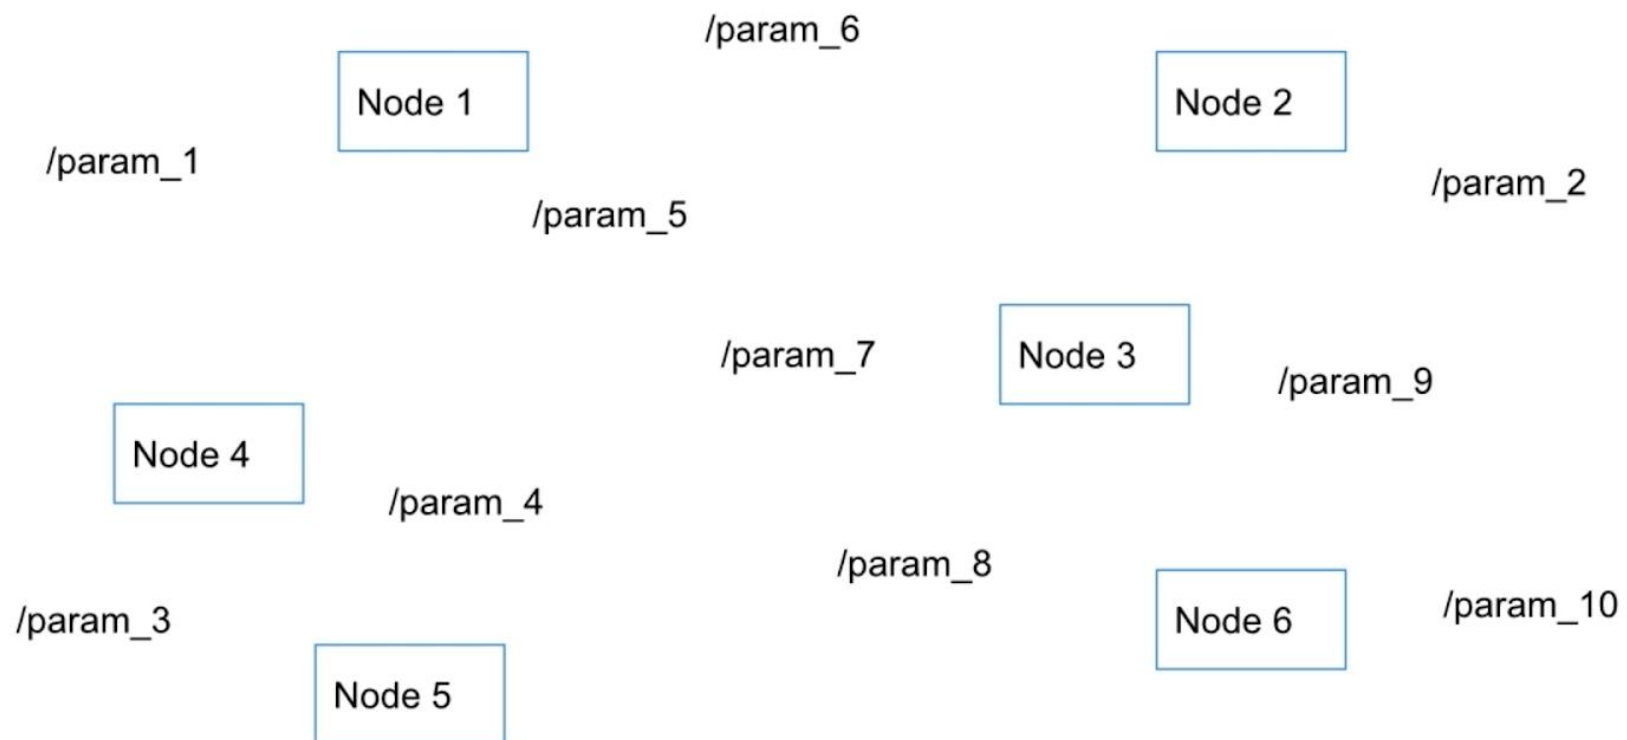 /param_6
Node 1
Node 2
/param_1
/param_2
/param_5
/param_7
Node 3
/param_9
Node 4
/param_4
/param_8
/param_3
Node 6
/param_10
Node 5